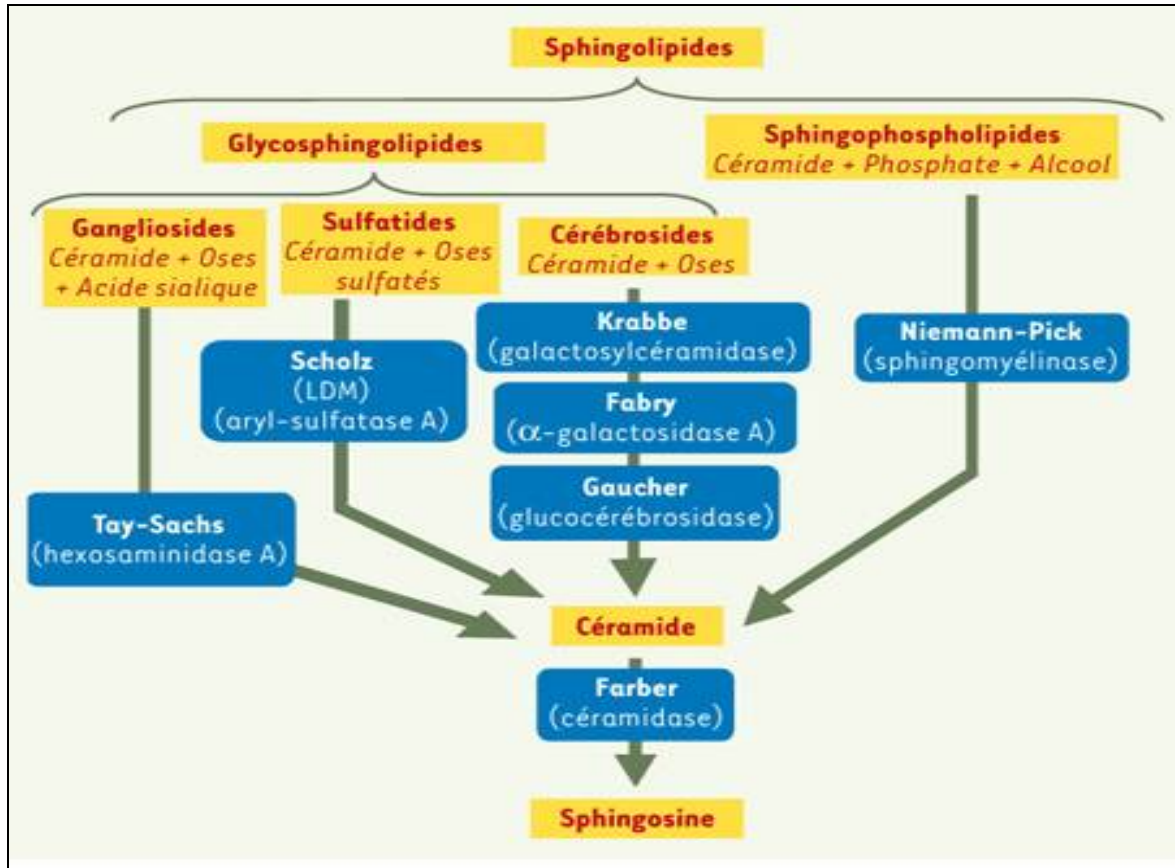 Sphingolipides
Glycosphingolipides
Sphingophospholipides
Céramide + Phosphate + Alcool
Gangliosides
Céramide + Oses
+ Acide sialique
Sulfatides
Céramide + Oses
sulfatés
Cérébrosides
Céramide + Oses
Krabbe
(galactosylcéramidase)
Niemann-Pick
(sphingomyélinase)
Scholz
(LDM)
(aryl-sulfatase A)
Fabry
(α-galactosidase A)
Gaucher
(glucocérébrosidase)
Tay-Sachs
(hexosaminidase A)
Céramide
Farber
(céramidase)
Sphingosine